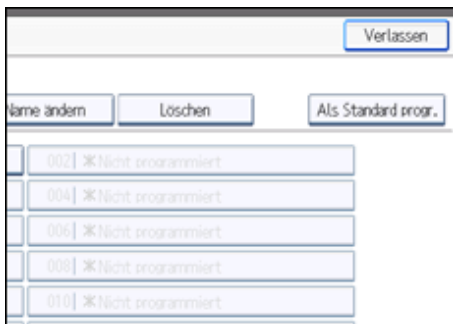 Verlassen
Name ändern Löschen Als Standard progr.
002 ✱Nicht programmiert
004 ✱Nicht programmiert
006 ✱Nicht programmiert
008 ✱Nicht programmiert
010 ✱Nicht programmiert